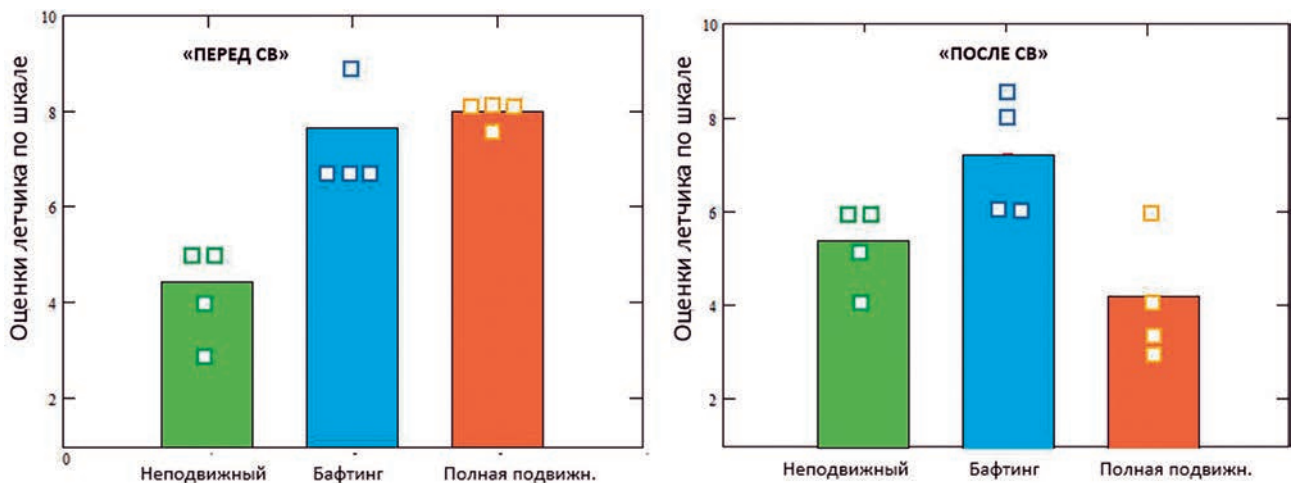 Оценки летчика по шкале
10
8
6
4
2
0
«ПЕРЕД СВ»
Неподвижный
Бафтинг
Полная подвижн.
Оценки летчика по шкале
10
8
6
4
2
«ПОСЛЕ СВ»
Неподвижный
Бафтинг
Полная подвижн.